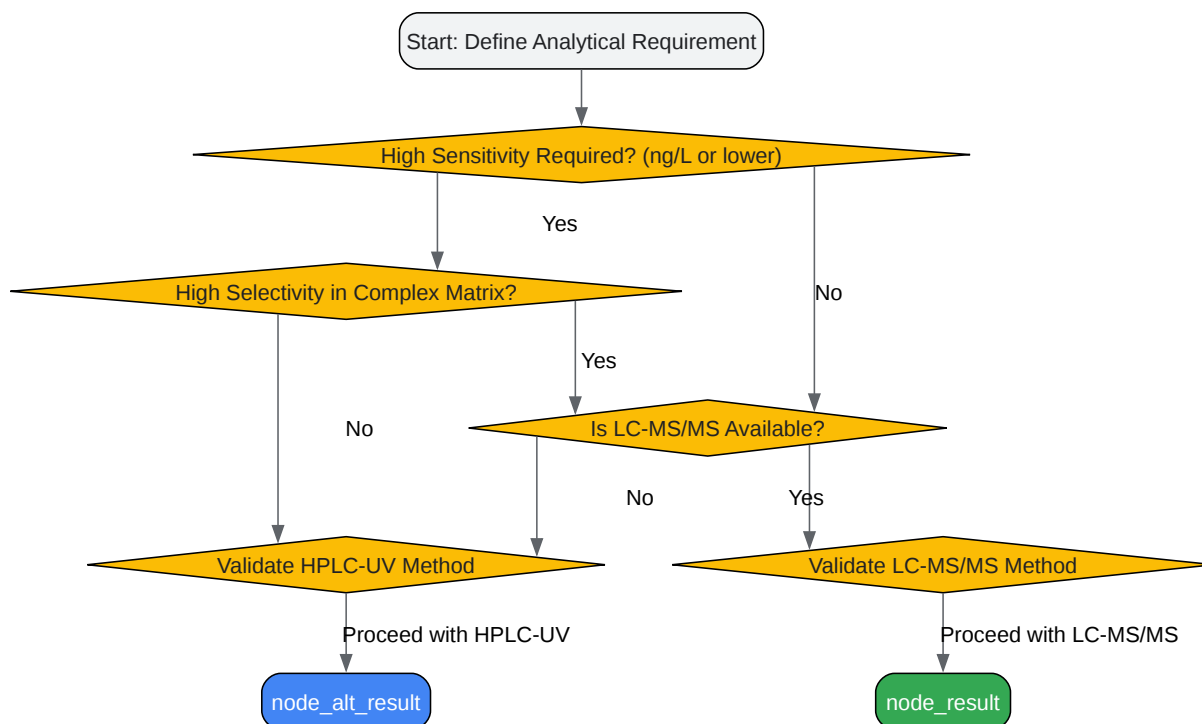 Start: Define Analytical Requirement
High Sensitivity Required? (ng/L or lower)
Yes
High Selectivity in Complex Matrix?
No
Yes
Is LC-MS/MS Available?
No
No
Yes
Validate HPLC-UV Method
Validate LC-MS/MS Method
Proceed with HPLC-UV
Proceed with LC-MS/MS
node_alt_result
node_result